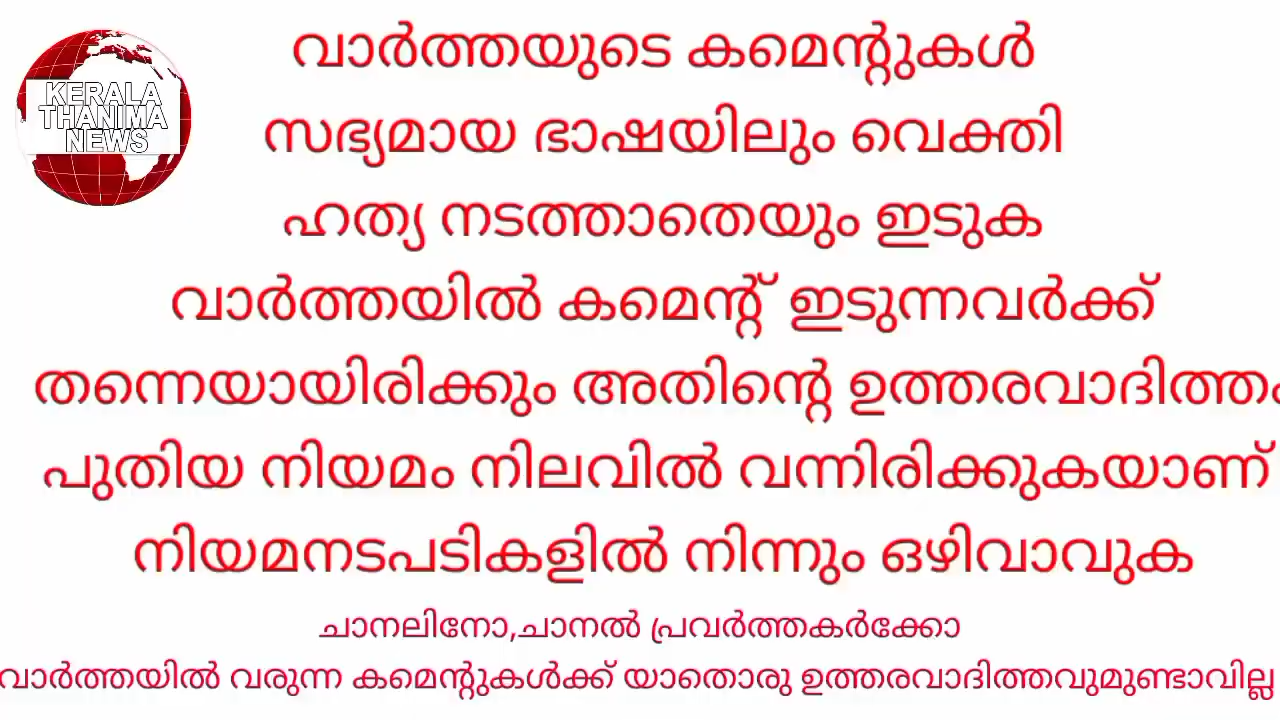 KERALA
THANIMA
NEWS
വാർത്തയുടെ കമെന്റുകൾ
സഭ്യമായ ഭാഷയിലും വെക്തി
ഹത്യ നടത്താതെയും ഇടുക
വാർത്തയിൽ കമെന്റ് ഇടുന്നവർക്ക്
തന്നെയായിരിക്കും അതിന്റെ ഉത്തരവാദിത്തം
പുതിയ നിയമം നിലവിൽ വന്നിരിക്കുകയാണ്
നിയമനടപടികളിൽ നിന്നും ഒഴിവാവുക
ചാനലിനോ,ചാനൽ പ്രവർത്തകർക്കോ
വാർത്തയിൽ വരുന്ന കമെന്റുകൾക്ക് യാതൊരു ഉത്തരവാദിത്തവുമുണ്ടാവില്ല